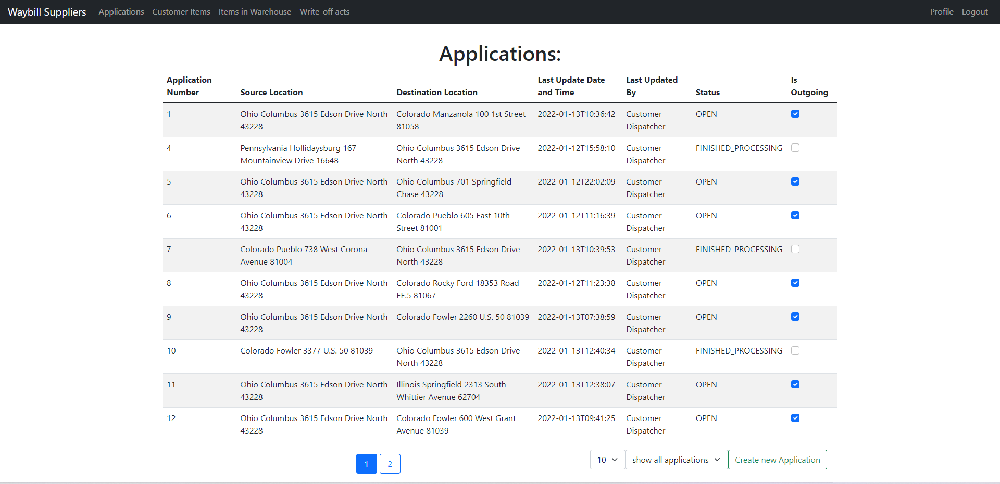 Waybill Suppliers Applications Customer Items Items in Warehouse Write-off acts Profile Logout
Applications:
Application Number Source Location Destination Location Last Update Date and Time Last Updated By Status Is Outgoing
1 Ohio Columbus 3615 Edson Drive North 43228 Colorado Manzanola 100 1st Street 81058 2022-01-13T10:36:42 Customer Dispatcher OPEN
4 Pennsylvania Hollidaysburg 167 Mountainview Drive 16648 Ohio Columbus 3615 Edson Drive North 43228 2022-01-12T15:58:10 Customer Dispatcher FINISHED_PROCESSING
5 Ohio Columbus 3615 Edson Drive North 43228 Ohio Columbus 701 Springfield Chase 43228 2022-01-12T22:02:09 Customer Dispatcher OPEN
6 Ohio Columbus 3615 Edson Drive North 43228 Colorado Pueblo 605 East 10th Street 81001 2022-01-12T11:16:39 Customer Dispatcher OPEN
7 Colorado Pueblo 738 West Corona Avenue 81004 Ohio Columbus 3615 Edson Drive North 43228 2022-01-13T10:39:53 Customer Dispatcher FINISHED_PROCESSING
8 Ohio Columbus 3615 Edson Drive North 43228 Colorado Rocky Ford 18353 Road EE.5 81067 2022-01-12T11:23:38 Customer Dispatcher OPEN
9 Ohio Columbus 3615 Edson Drive North 43228 Colorado Fowler 2260 U.S. 50 81039 2022-01-13T07:38:59 Customer Dispatcher OPEN
10 Colorado Fowler 3377 U.S. 50 81039 Ohio Columbus 3615 Edson Drive North 43228 2022-01-13T12:40:34 Customer Dispatcher FINISHED_PROCESSING
11 Ohio Columbus 3615 Edson Drive North 43228 Illinois Springfield 2313 South Whittier Avenue 62704 2022-01-13T12:38:07 Customer Dispatcher OPEN
12 Ohio Columbus 3615 Edson Drive North 43228 Colorado Fowler 600 West Grant Avenue 81039 2022-01-13T09:41:25 Customer Dispatcher OPEN
1 2 10 show all applications Create new Application